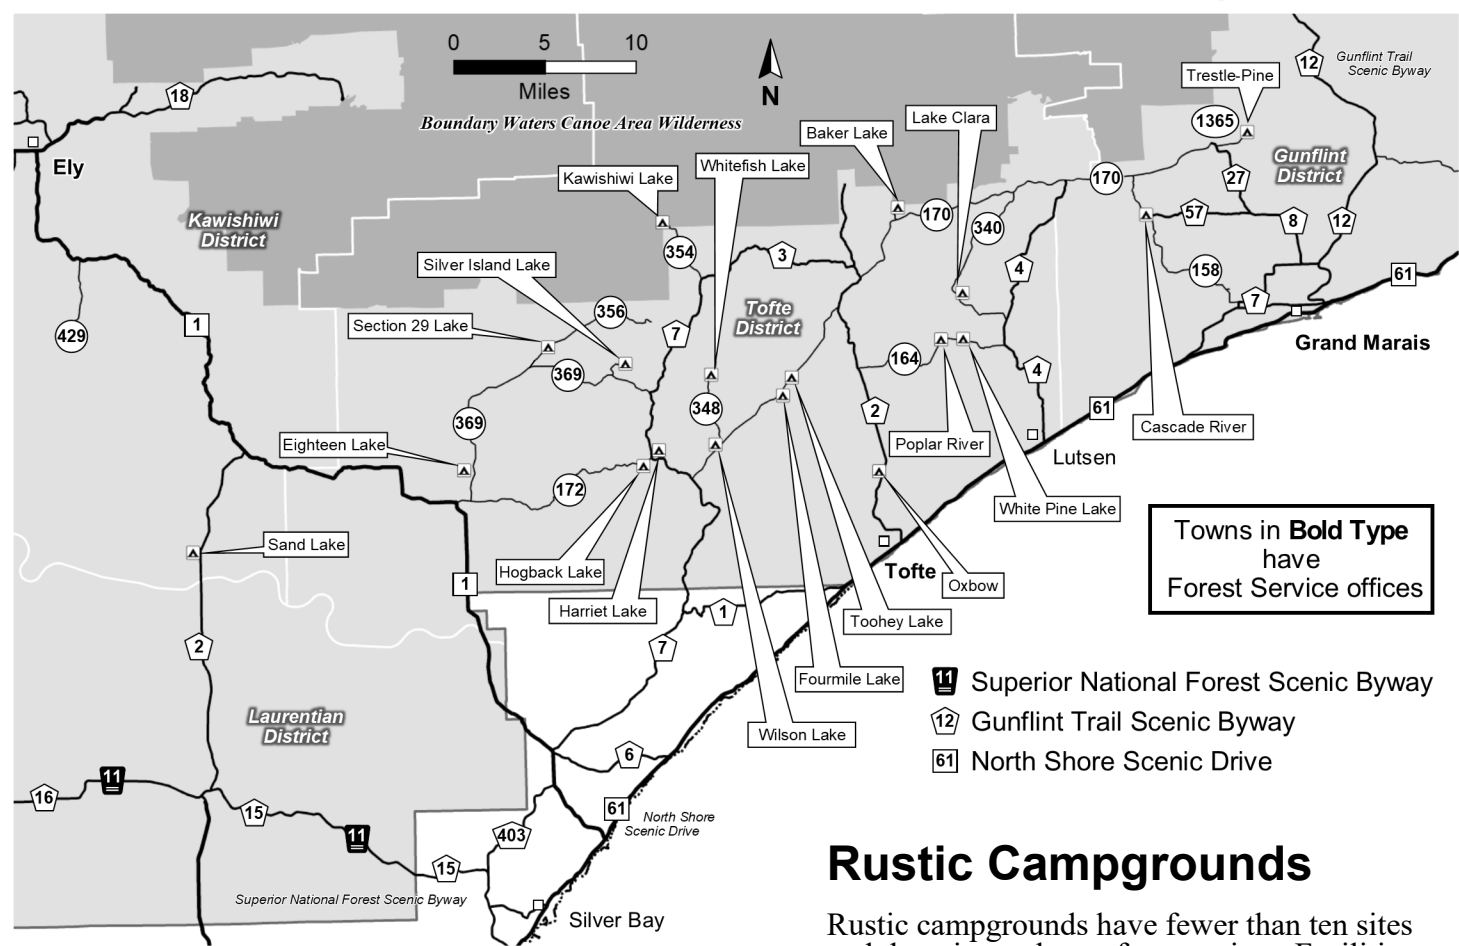 0 5 10
Miles
N
Boundary Waters Canoe Area Wilderness
12
Gunflint Trail
Scenic Byway
Trestle-Pine
1365
18
Ely
Kawishiwi
District
Gunflint
District
Baker Lake
Lake Clara
Whitefish Lake
Kawishiwi Lake
170
27
170
340
57
8
12
354
3
4
158
61
7
Silver Island Lake
Tofte
District
429
1
Section 29 Lake
356
7
Grand Marais
369
164
4
369
348
2
61
Cascade River
Eighteen Lake
Poplar River
Lutsen
172
White Pine Lake
Sand Lake
Hogback Lake
Harriet Lake
1
Tofte
Oxbow
Toohey Lake
1
7
2
Fourmile Lake
Wilson Lake
Towns in Bold Type
have
Forest Service offices
11 Superior National Forest Scenic Byway
12 Gunflint Trail Scenic Byway
61 North Shore Scenic Drive
Laurentian
District
6
16
11
15
11
61
North Shore
Scenic Drive
403
15
Superior National Forest Scenic Byway
Silver Bay
Rustic Campgrounds
Rustic campgrounds have fewer than ten sites